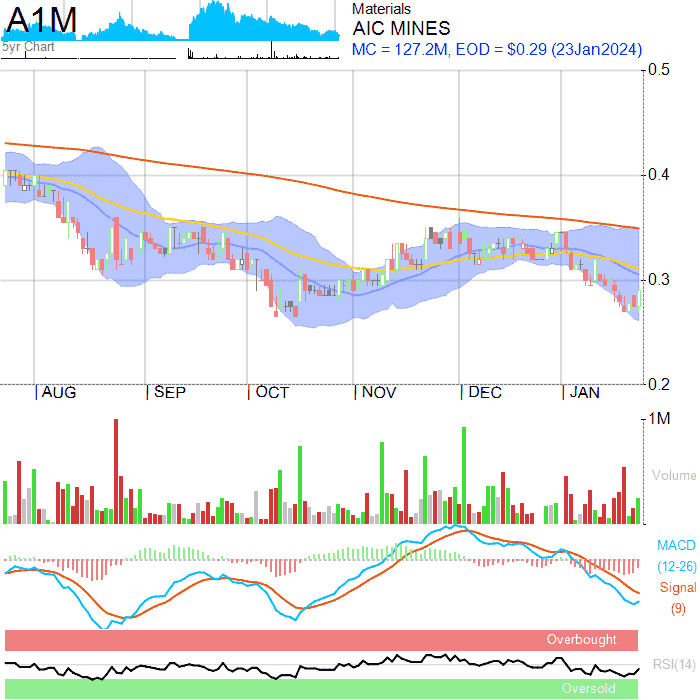 A1M
5yr Chart
Materials
AIC MINES
MC = 127.2M, EOD = $0.29 (23Jan2024)
0.5
0.4
0.3
0.2
AUG SEP OCT NOV DEC JAN
1M
Volume
MACD
(12-26)
Signal
(9)
Overbought
RSI(14)
Oversold